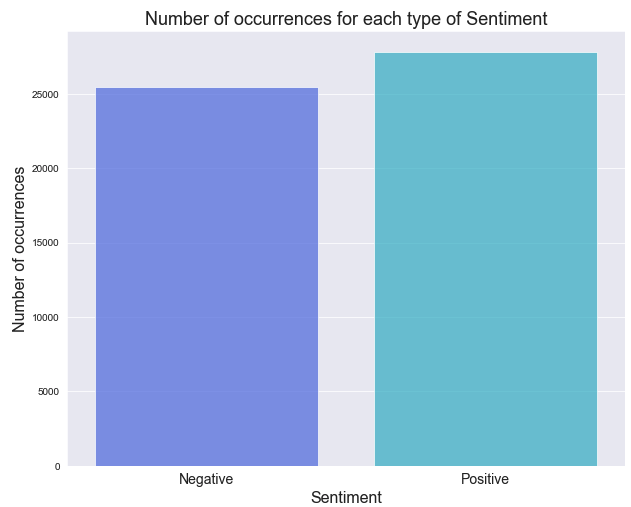 Number of occurrences for each type of Sentiment
Number of occurrences
25000
20000
15000
10000
5000
0
Negative
Positive
Sentiment